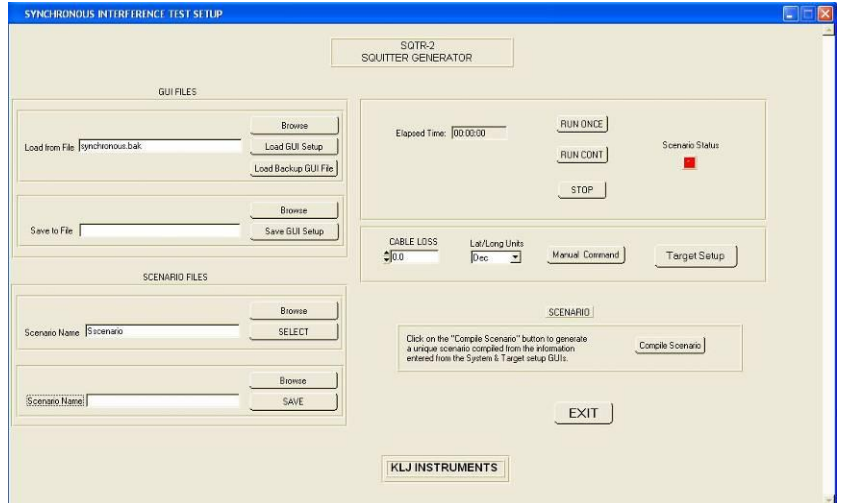 SYNCHRONOUS INTERFERENCE TEST SETUP
SQTR-2
SQUITTER GENERATOR
GUI FILES
Browse
Load from File synchronous.bak Load GUI Setup
Load Backup GUI File
Browse
Save to File Save GUI Setup
SCENARIO FILES
Browse
Scenario Name Sscenario SELECT
Browse
Scenario Name SAVE
Elapsed Time: 00:00:00
RUN ONCE
RUN CONT
STOP
Scenario Status
CABLE LOSS
0.0
Lat/Long Units
Dec
Manual Command
Target Setup
SCENARIO
Click on the "Compile Scenario" button to generate
a unique scenario compiled from the information
entered from the System & Target setup GUIs.
Compile Scenario
EXIT
KLJ INSTRUMENTS